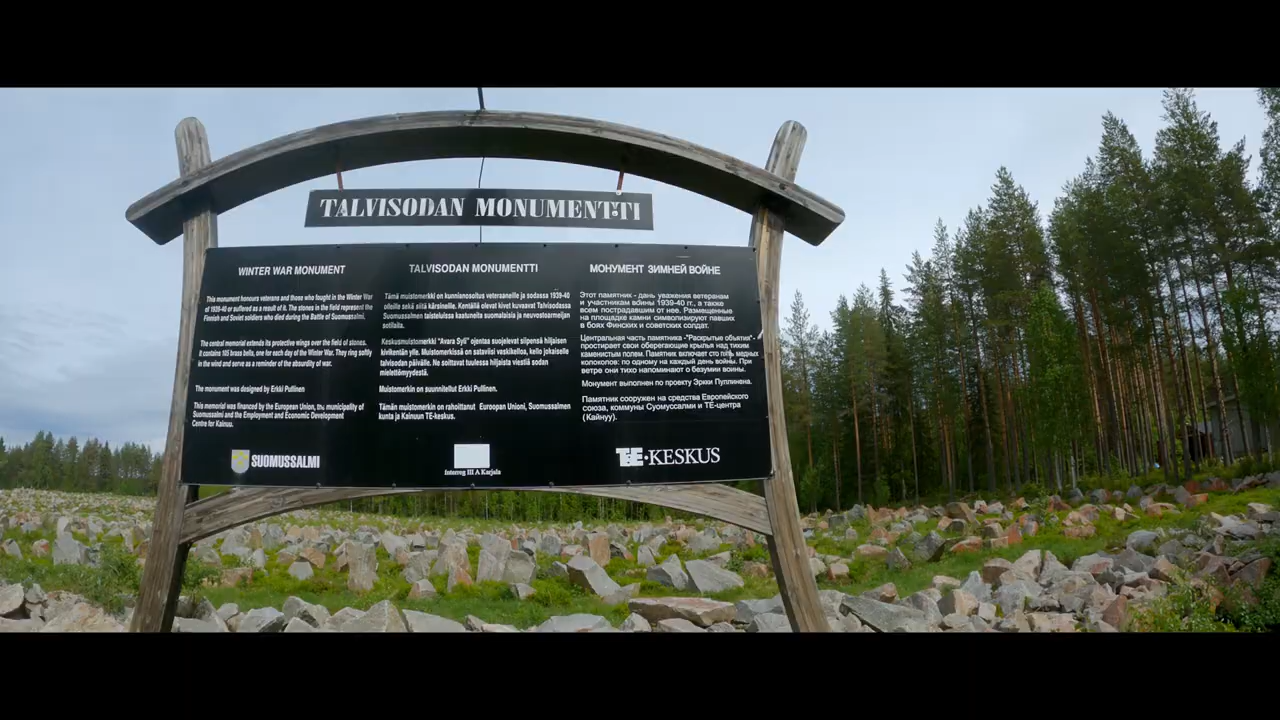 TALVISODAN MONUMENTTI
WINTER WAR MONUMENT
This monument honours veterans and those who fought in the Winter War
of 1939-40 or suffered as a result of it. The stones in the field represent the
Finnish and Soviet soldiers who died during the Battle of Suomussalmi.
The central memorial extends its protective wings over the field of stones.
It contains 105 brass bells, one for each day of the Winter War. They ring softly
in the wind and serve as a reminder of the absurdity of war.
The monument was designed by Erkki Pullinen
This memorial was financed by the European Union, the municipality of
Suomussalmi and the Employment and Economic Development
Centre for Kainuu.
SUOMUSSALMI
TALVISODAN MONUMENTTI
Tämä muistomerkki on kunnianosoitus veteraaneille ja sodassa 1939-40
olleille sekä siitä kärsineille. Kentällä olevat kivet kuvaavat Talvisodassa
Suomussalmen taisteluissa kaatuneita suomalaisia ja neuvostoarmeijan
sotilaita.
Keskusmuistomerkki "Avara Syli" ojentaa suojelevat siipensä hiljaisen
kivikentän ylle. Muistomerkissä on sataviisi vaskikelloa, kello jokaiselle
talvisodan päivälle. Ne soittavat tuulessa hiljaista viestiä sodan
mielettömyydestä.
Muistomerkin on suunnitellut Erkki Pullinen.
Tämän muistomerkin on rahoittanut Euroopan Unioni, Suomussalmen
kunta ja Kainuun TE-keskus.
Interreg III A Karjala
МОНУМЕНТ ЗИМНЕЙ ВОЙНЕ
Этот памятник - дань уважения ветеранам
и участникам войны 1939-40 гг., а также
всем пострадавшим от нее. Размещенные
на площадке камни символизируют павших
в боях Финских и советских солдат.
Центральная часть памятника -"Раскрытые объятия"-
простирает свои оберегающие крылья над тихим
каменистым полем. Памятник включает сто пять медных
колоколов: по одному на каждый день войны. При
ветре они тихо напоминают о безумии войны.
Монумент выполнен по проекту Эркки Пуллинена.
Памятник сооружен на средства Европейского
союза, коммуны Суомуссалми и ТЕ-центра
(Кайнуу).
TE-KESKUS